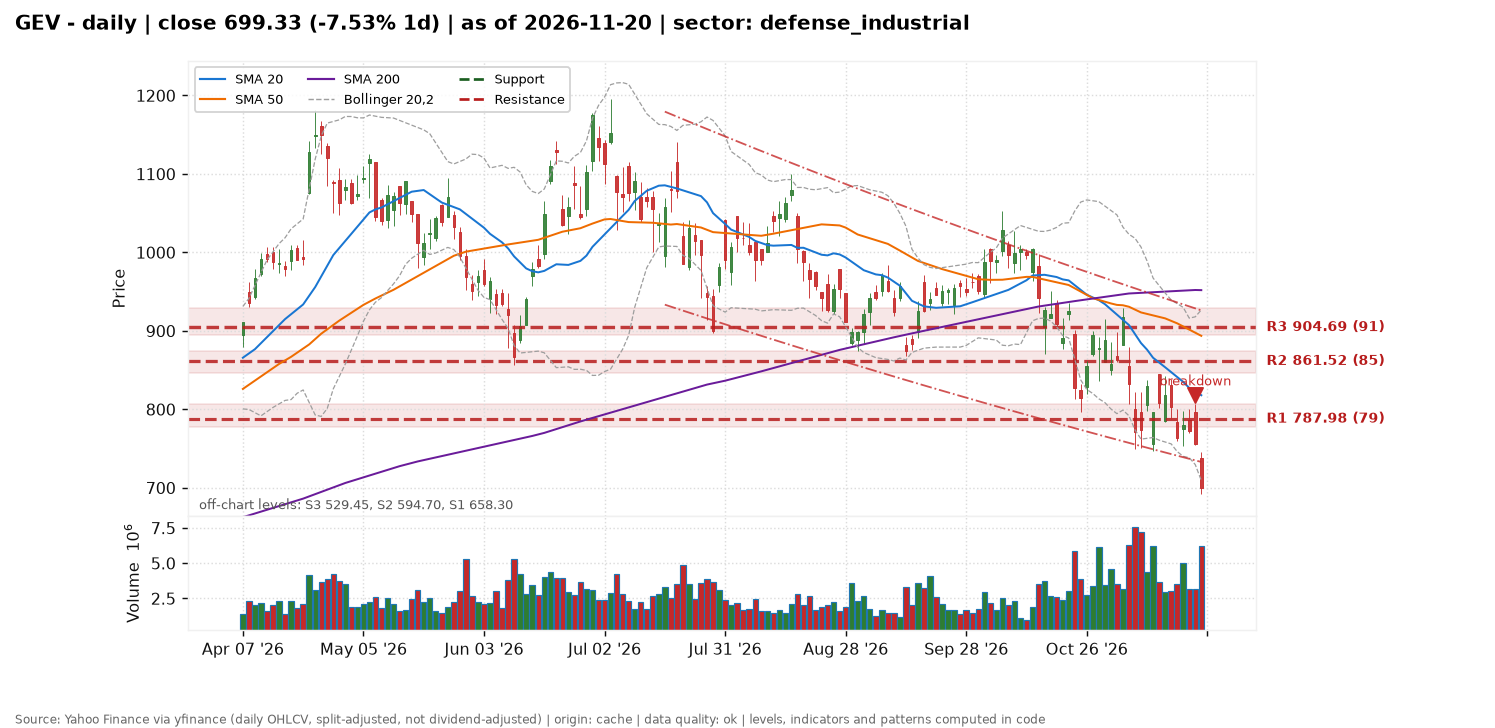 GEV - daily | close 699.33 (-7.53% 1d) | as of 2026-11-20 | sector: defense_industrial
SMA 20
SMA 50
SMA 200
Bollinger 20,2
Support
Resistance
Price
1200
1100
1000
900
800
700
R3 904.69 (91)
R2 861.52 (85)
breakdown
R1 787.98 (79)
off-chart levels: S3 529.45, S2 594.70, S1 658.30
Volume 10⁶
7.5
5.0
2.5
Apr 07 '26
May 05 '26
Jun 03 '26
Jul 02 '26
Jul 31 '26
Aug 28 '26
Sep 28 '26
Oct 26 '26
Source: Yahoo Finance via yfinance (daily OHLCV, split-adjusted, not dividend-adjusted) | origin: cache | data quality: ok | levels, indicators and patterns computed in code